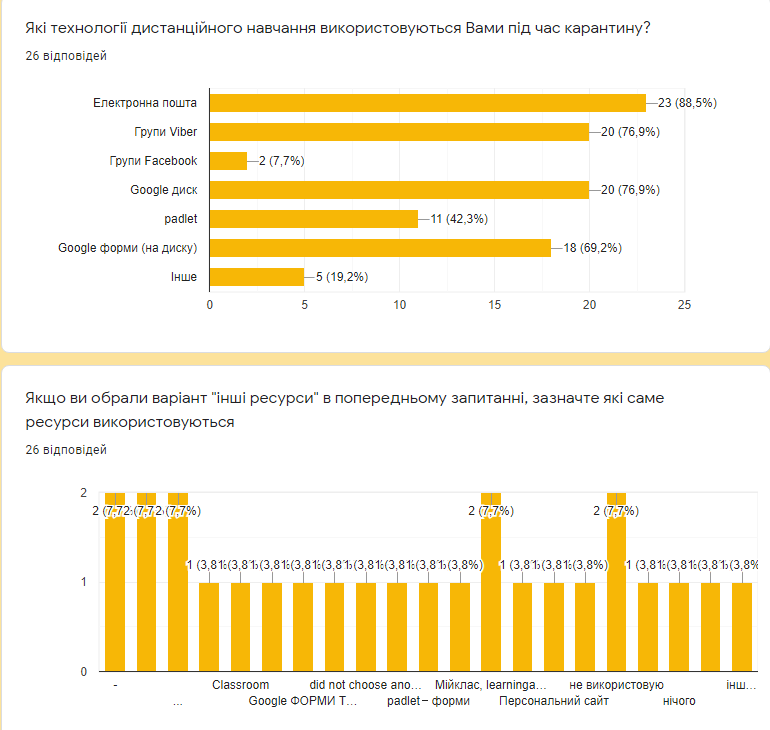 Які технології дистанційного навчання використовуються Вами під час карантину?
26 відповідей
Електронна пошта
23 (88,5%)
Групи Viber
20 (76,9%)
Групи Facebook
2 (7,7%)
Google диск
20 (76,9%)
padlet
11 (42,3%)
Google форми (на диску)
18 (69,2%)
Інше
5 (19,2%)
0 5 10 15 20 25
Якщо ви обрали варіант "інші ресурси" в попередньому запитанні, зазначте які саме
ресурси використовуються
26 відповідей
2
2 (7,7%) 2 (7,7%)
1
1 (3,8%)
0
- Classroom did not choose ano... Мійклас, learninga... не використовую інш...
... Google ФОРМИ Т... padlet – форми Персональний сайт нічого